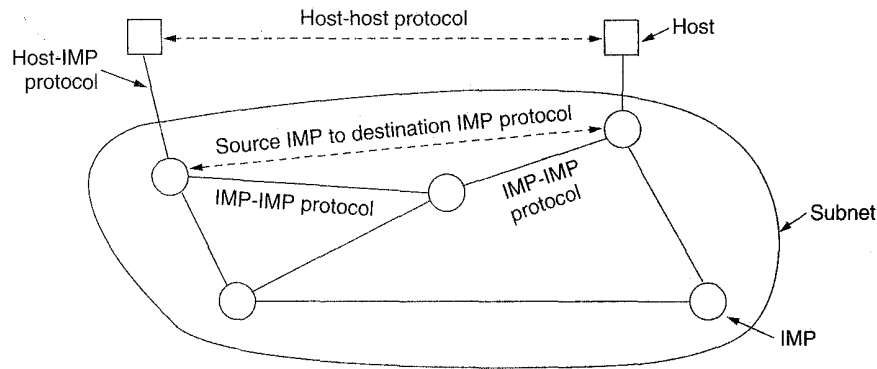 Host-host protocol
Host
Host-IMP
protocol
Source IMP to destination IMP protocol
IMP-IMP protocol
IMP-IMP
protocol
Subnet
IMP